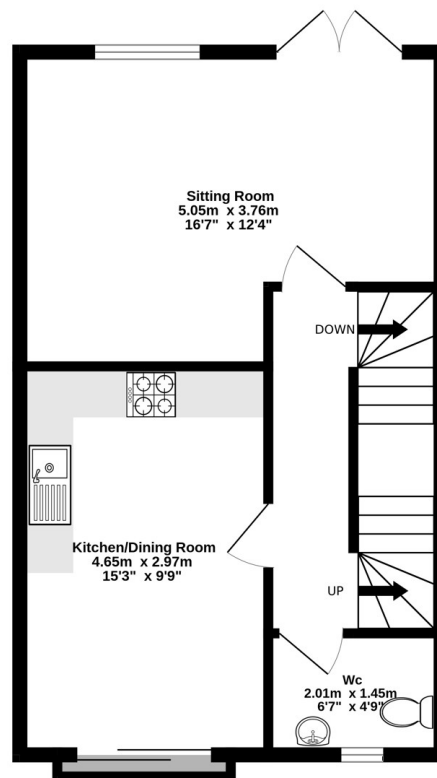 Sitting Room
5.05m x 3.76m
16'7" x 12'4"
DOWN
Kitchen/Dining Room
4.65m x 2.97m
15'3" x 9'9"
UP
Wc
2.01m x 1.45m
6'7" x 4'9"